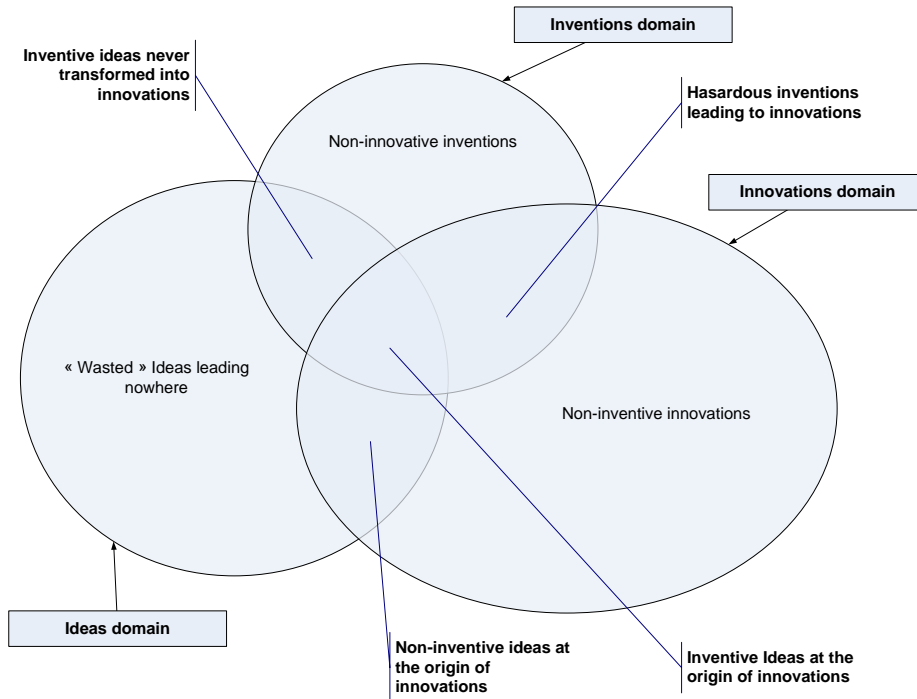 Inventions domain
Inventive ideas never
transformed into
innovations
Hasardous inventions
leading to innovations
Non-innovative inventions
Innovations domain
« Wasted » Ideas leading
nowhere
Non-inventive innovations
Ideas domain
Non-inventive ideas at
the origin of
innovations
Inventive Ideas at the
origin of innovations